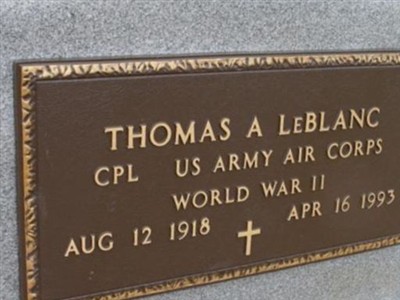 THOMAS A LeBLANC
CPL US ARMY AIR CORPS
WORLD WAR II
AUG 12 1918 APR 16 1993